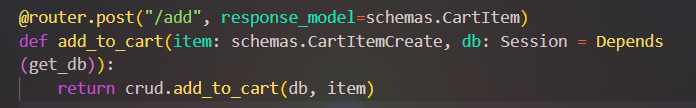 @router.post("/add", response_model=schemas.CartItem)
def add_to_cart(item: schemas.CartItemCreate, db: Session = Depends
(get_db)):
    return crud.add_to_cart(db, item)